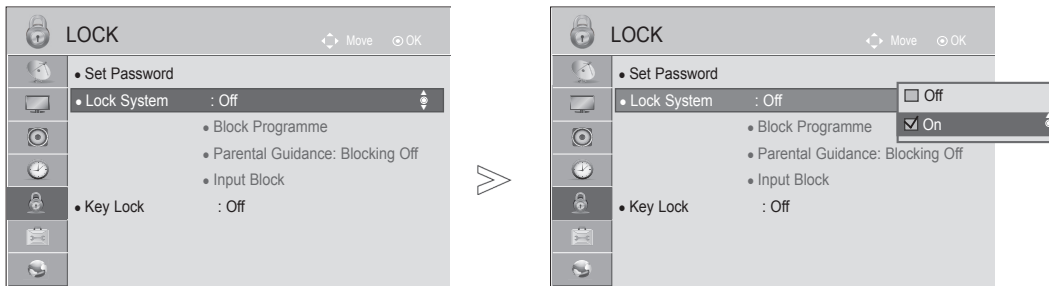 LOCK
Move OK
• Set Password
• Lock System : Off
• Block Programme
• Parental Guidance: Blocking Off
• Input Block
• Key Lock : Off
>
LOCK
Move OK
• Set Password
• Lock System : Off
Off
On
• Block Programme
• Parental Guidance: Blocking Off
• Input Block
• Key Lock : Off